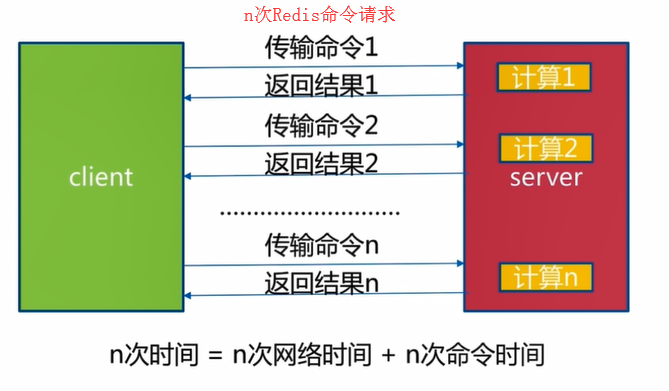 n次Redis命令请求
传输命令1
返回结果1
计算1
传输命令2
返回结果2
计算2
client
server
..............................
传输命令n
返回结果n
计算n
n次时间 = n次网络时间 + n次命令时间